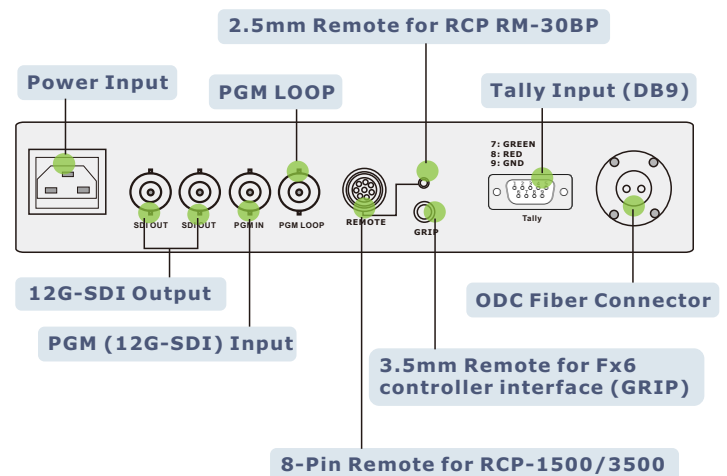 2.5mm Remote for RCP RM-30BP
Power Input
PGM LOOP
Tally Input (DB9)
7: GREEN
8: RED
9: GND
SDI OUT
SDI OUT
PGM IN
PGM LOOP
REMOTE
GRIP
Tally
12G-SDI Output
ODC Fiber Connector
PGM (12G-SDI) Input
3.5mm Remote for Fx6
controller interface (GRIP)
8-Pin Remote for RCP-1500/3500